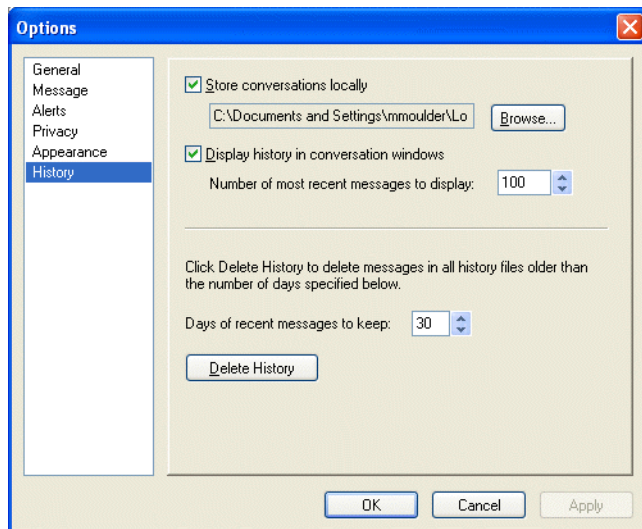 Options
General
Message
Alerts
Privacy
Appearance
History
Store conversations locally
C:\Documents and Settings\mmoulder\Lo
Browse...
Display history in conversation windows
Number of most recent messages to display: 100
Click Delete History to delete messages in all history files older than
the number of days specified below.
Days of recent messages to keep: 30
Delete History
OK Cancel Apply